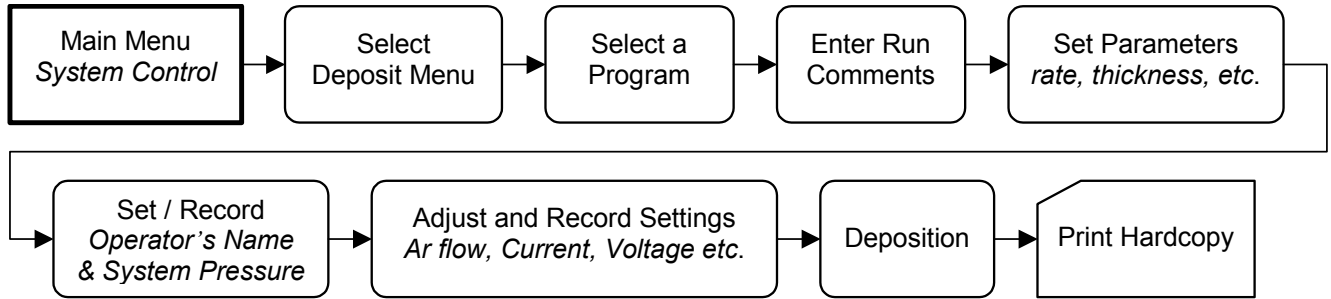 Main Menu
System Control
Select
Deposit Menu
Select a
Program
Enter Run
Comments
Set Parameters
rate, thickness, etc.
Set / Record
Operator’s Name
& System Pressure
Adjust and Record Settings
Ar flow, Current, Voltage etc.
Deposition
Print Hardcopy